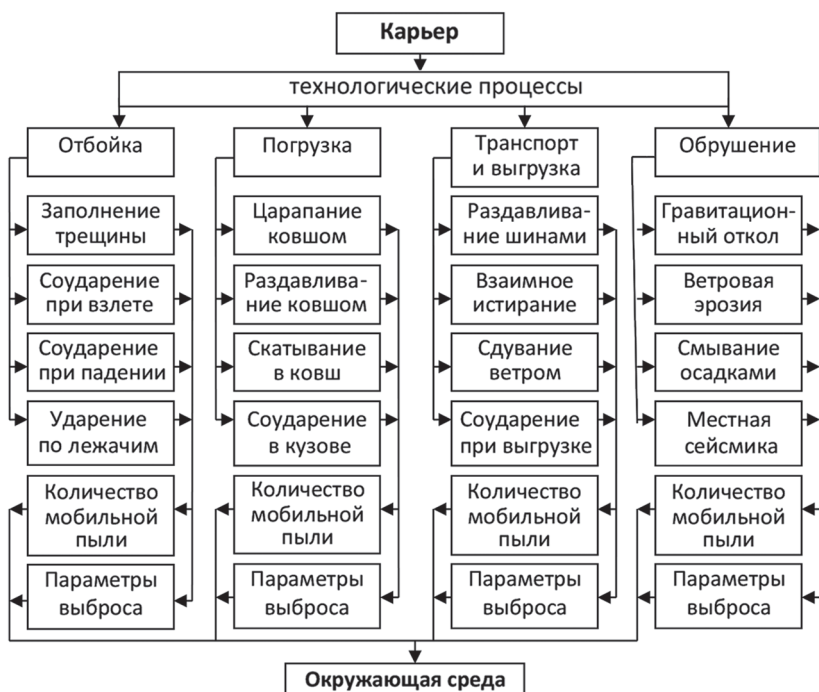 Карьер
технологические процессы
Отбойка
Погрузка
Транспорт
и выгрузка
Обрушение
Заполнение
трещины
Царапание
ковшом
Раздавлива-
ние шинами
Гравитацион-
ный откол
Соударение
при взлете
Раздавлива-
ние ковшом
Взаимное
истирание
Ветровая
эрозия
Соударение
при падении
Скатывание
в ковш
Сдувание
ветром
Смывание
осадками
Ударение
по лежачим
Соударение
в кузове
Соударение
при выгрузке
Местная
сейсмика
Количество
мобильной
пыли
Количество
мобильной
пыли
Количество
мобильной
пыли
Количество
мобильной
пыли
Параметры
выброса
Параметры
выброса
Параметры
выброса
Параметры
выброса
Окружающая среда